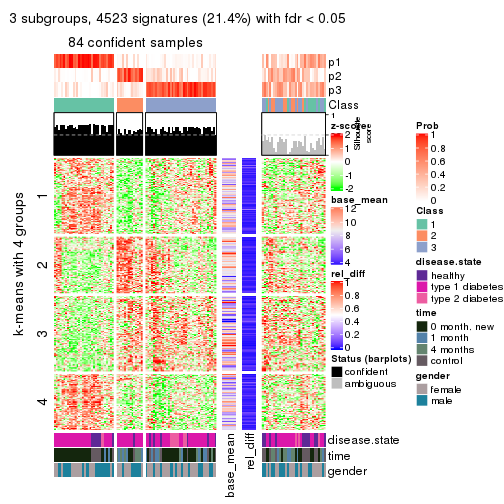 3 subgroups, 4523 signatures (21.4%) with fdr < 0.05
84 confident samples
p1
p2
p3
Class
1
Silhouette
score
z-score
2
1
0
-1
-2
base_mean
12
10
8
6
4
rel_diff
1
0.8
0.6
0.4
0.2
0
Status (barplots)
confident
ambiguous
Prob
1
0.8
0.6
0.4
0.2
0
Class
1
2
3
disease.state
healthy
type 1 diabetes
type 2 diabetes
time
0 month, new
1 month
4 months
control
gender
female
male
k-means with 4 groups
1
2
3
4
disease.state
time
gender
base_mean
rel_diff